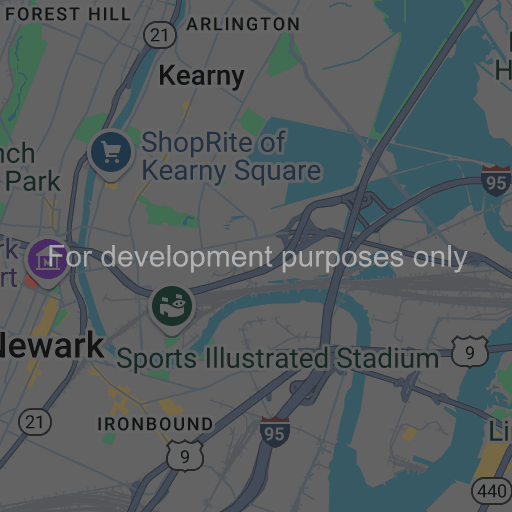 FOREST HILL
ARLINGTON
21
Kearny
H
ShopRite of
Kearny Square
nch
Park
95
For development purposes only
k
rt
Newark
Sports Illustrated Stadium
9
21
IRONBOUND
95
Li
9
440